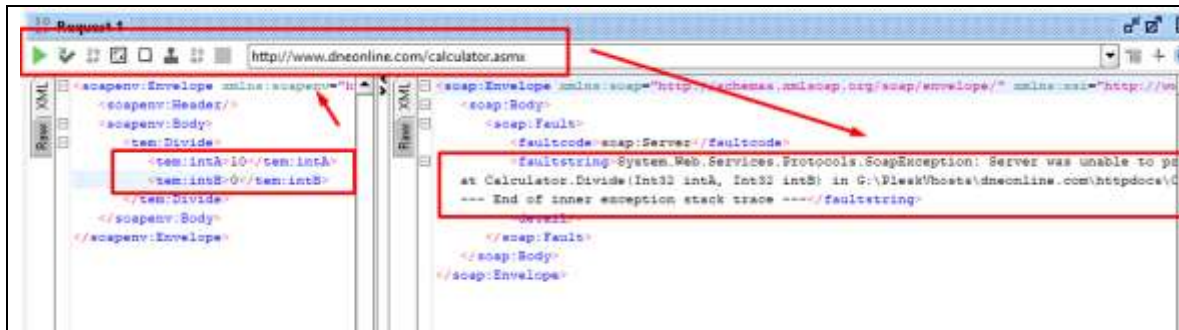 Request 1
http://www.dneonline.com/calculator.asmx
XML
Raw
<soapenv:Envelope xmlns:soapenv="h
<soapenv:Header/>
<soapenv:Body>
<tem:Divide>
<tem:intA>10</tem:intA>
<tem:intB>0</tem:intB>
</tem:Divide>
</soapenv:Body>
</soapenv:Envelope>
XML
Raw
<soap:Envelope xmlns:soap="http://schemas.xmlsoap.org/soap/envelope/" xmlns:xsi="http://ww
<soap:Body>
<soap:Fault>
<faultcode>soap:Server</faultcode>
<faultstring>System.Web.Services.Protocols.SoapException: Server was unable to pr
at Calculator.Divide(Int32 intA, Int32 intB) in G:\PleskVhosts\dneonline.com\httpdocs\C
--- End of inner exception stack trace ---</faultstring>
<detail/>
</soap:Fault>
</soap:Body>
</soap:Envelope>